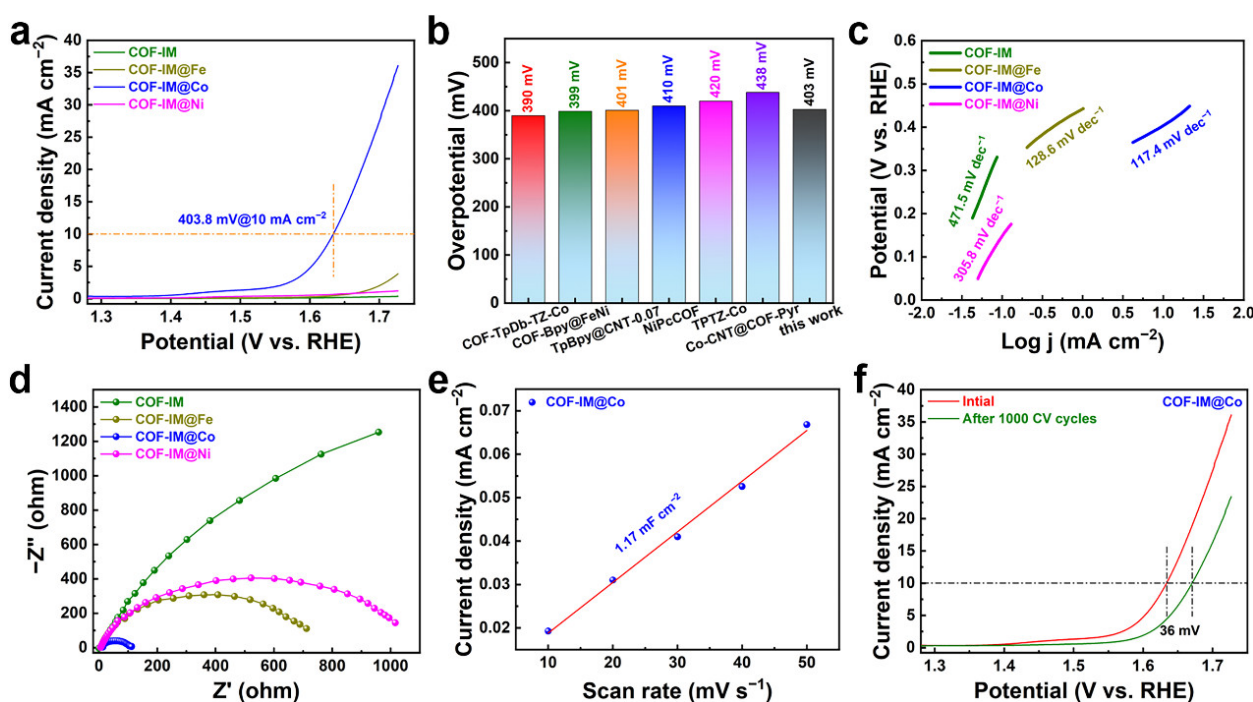 a
Current density (mA cm⁻²)
40
35
30
25
20
15
10
5
0
COF-IM
COF-IM@Fe
COF-IM@Co
COF-IM@Ni
403.8 mV@10 mA cm⁻²
1.3 1.4 1.5 1.6 1.7
Potential (V vs. RHE)
b
Overpotential (mV)
500
400
300
200
100
0
390 mV
399 mV
401 mV
410 mV
420 mV
438 mV
403 mV
COF-TpDb-TZ-Co
COF-Bpy@FeNi
TpBpy@CNT-0.07
NiPcCOF
TPTZ-Co
Co-CNT@COF-Pyr
this work
c
Potential (V vs. RHE)
0.6
0.5
0.4
0.3
0.2
0.1
0.0
COF-IM
COF-IM@Fe
COF-IM@Co
COF-IM@Ni
471.5 mV dec⁻¹
305.8 mV dec⁻¹
128.6 mV dec⁻¹
117.4 mV dec⁻¹
-2.0 -1.5 -1.0 -0.5 0.0 0.5 1.0 1.5 2.0
Log j (mA cm⁻²)
d
−Z'' (ohm)
1400
1200
1000
800
600
400
200
0
COF-IM
COF-IM@Fe
COF-IM@Co
COF-IM@Ni
0 200 400 600 800 1000
Z' (ohm)
e
Current density (mA cm⁻²)
0.07
0.06
0.05
0.04
0.03
0.02
COF-IM@Co
1.17 mF cm⁻²
10 20 30 40 50
Scan rate (mV s⁻¹)
f
Current density (mA cm⁻²)
40
35
30
25
20
15
10
5
0
Intial
After 1000 CV cycles
COF-IM@Co
36 mV
1.3 1.4 1.5 1.6 1.7
Potential (V vs. RHE)